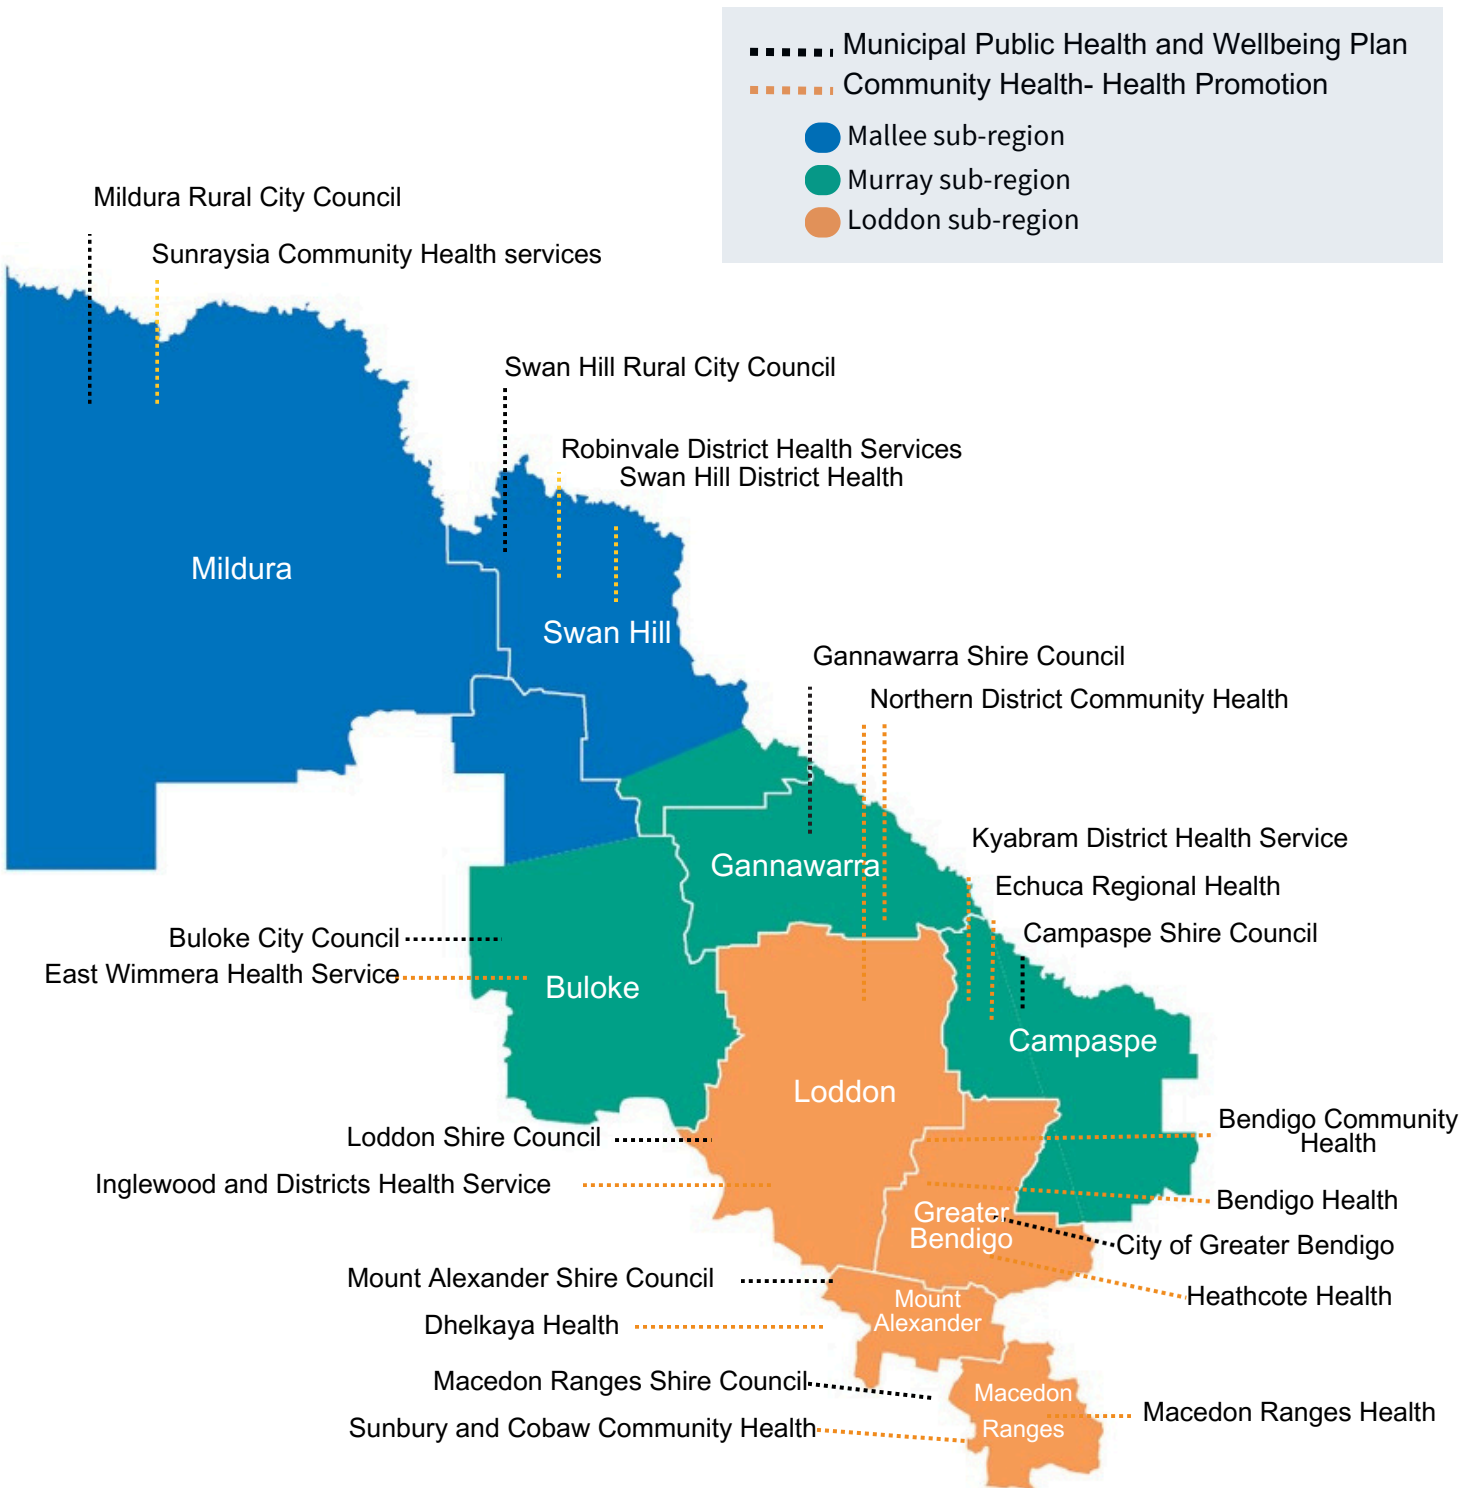 Municipal Public Health and Wellbeing Plan
Community Health- Health Promotion
Mallee sub-region
Murray sub-region
Loddon sub-region
Mildura Rural City Council
Sunraysia Community Health services
Swan Hill Rural City Council
Robinvale District Health Services
Swan Hill District Health
Mildura
Swan Hill
Gannawarra Shire Council
Northern District Community Health
Kyabram District Health Service
Gannawarra
Echuca Regional Health
Campaspe Shire Council
Buloke City Council
East Wimmera Health Service
Buloke
Campaspe
Loddon
Bendigo Community
Health
Loddon Shire Council
Inglewood and Districts Health Service
Bendigo Health
Greater
Bendigo
City of Greater Bendigo
Mount Alexander Shire Council
Heathcote Health
Mount
Alexander
Dhelkaya Health
Macedon Ranges Shire Council
Macedon
Ranges
Macedon Ranges Health
Sunbury and Cobaw Community Health